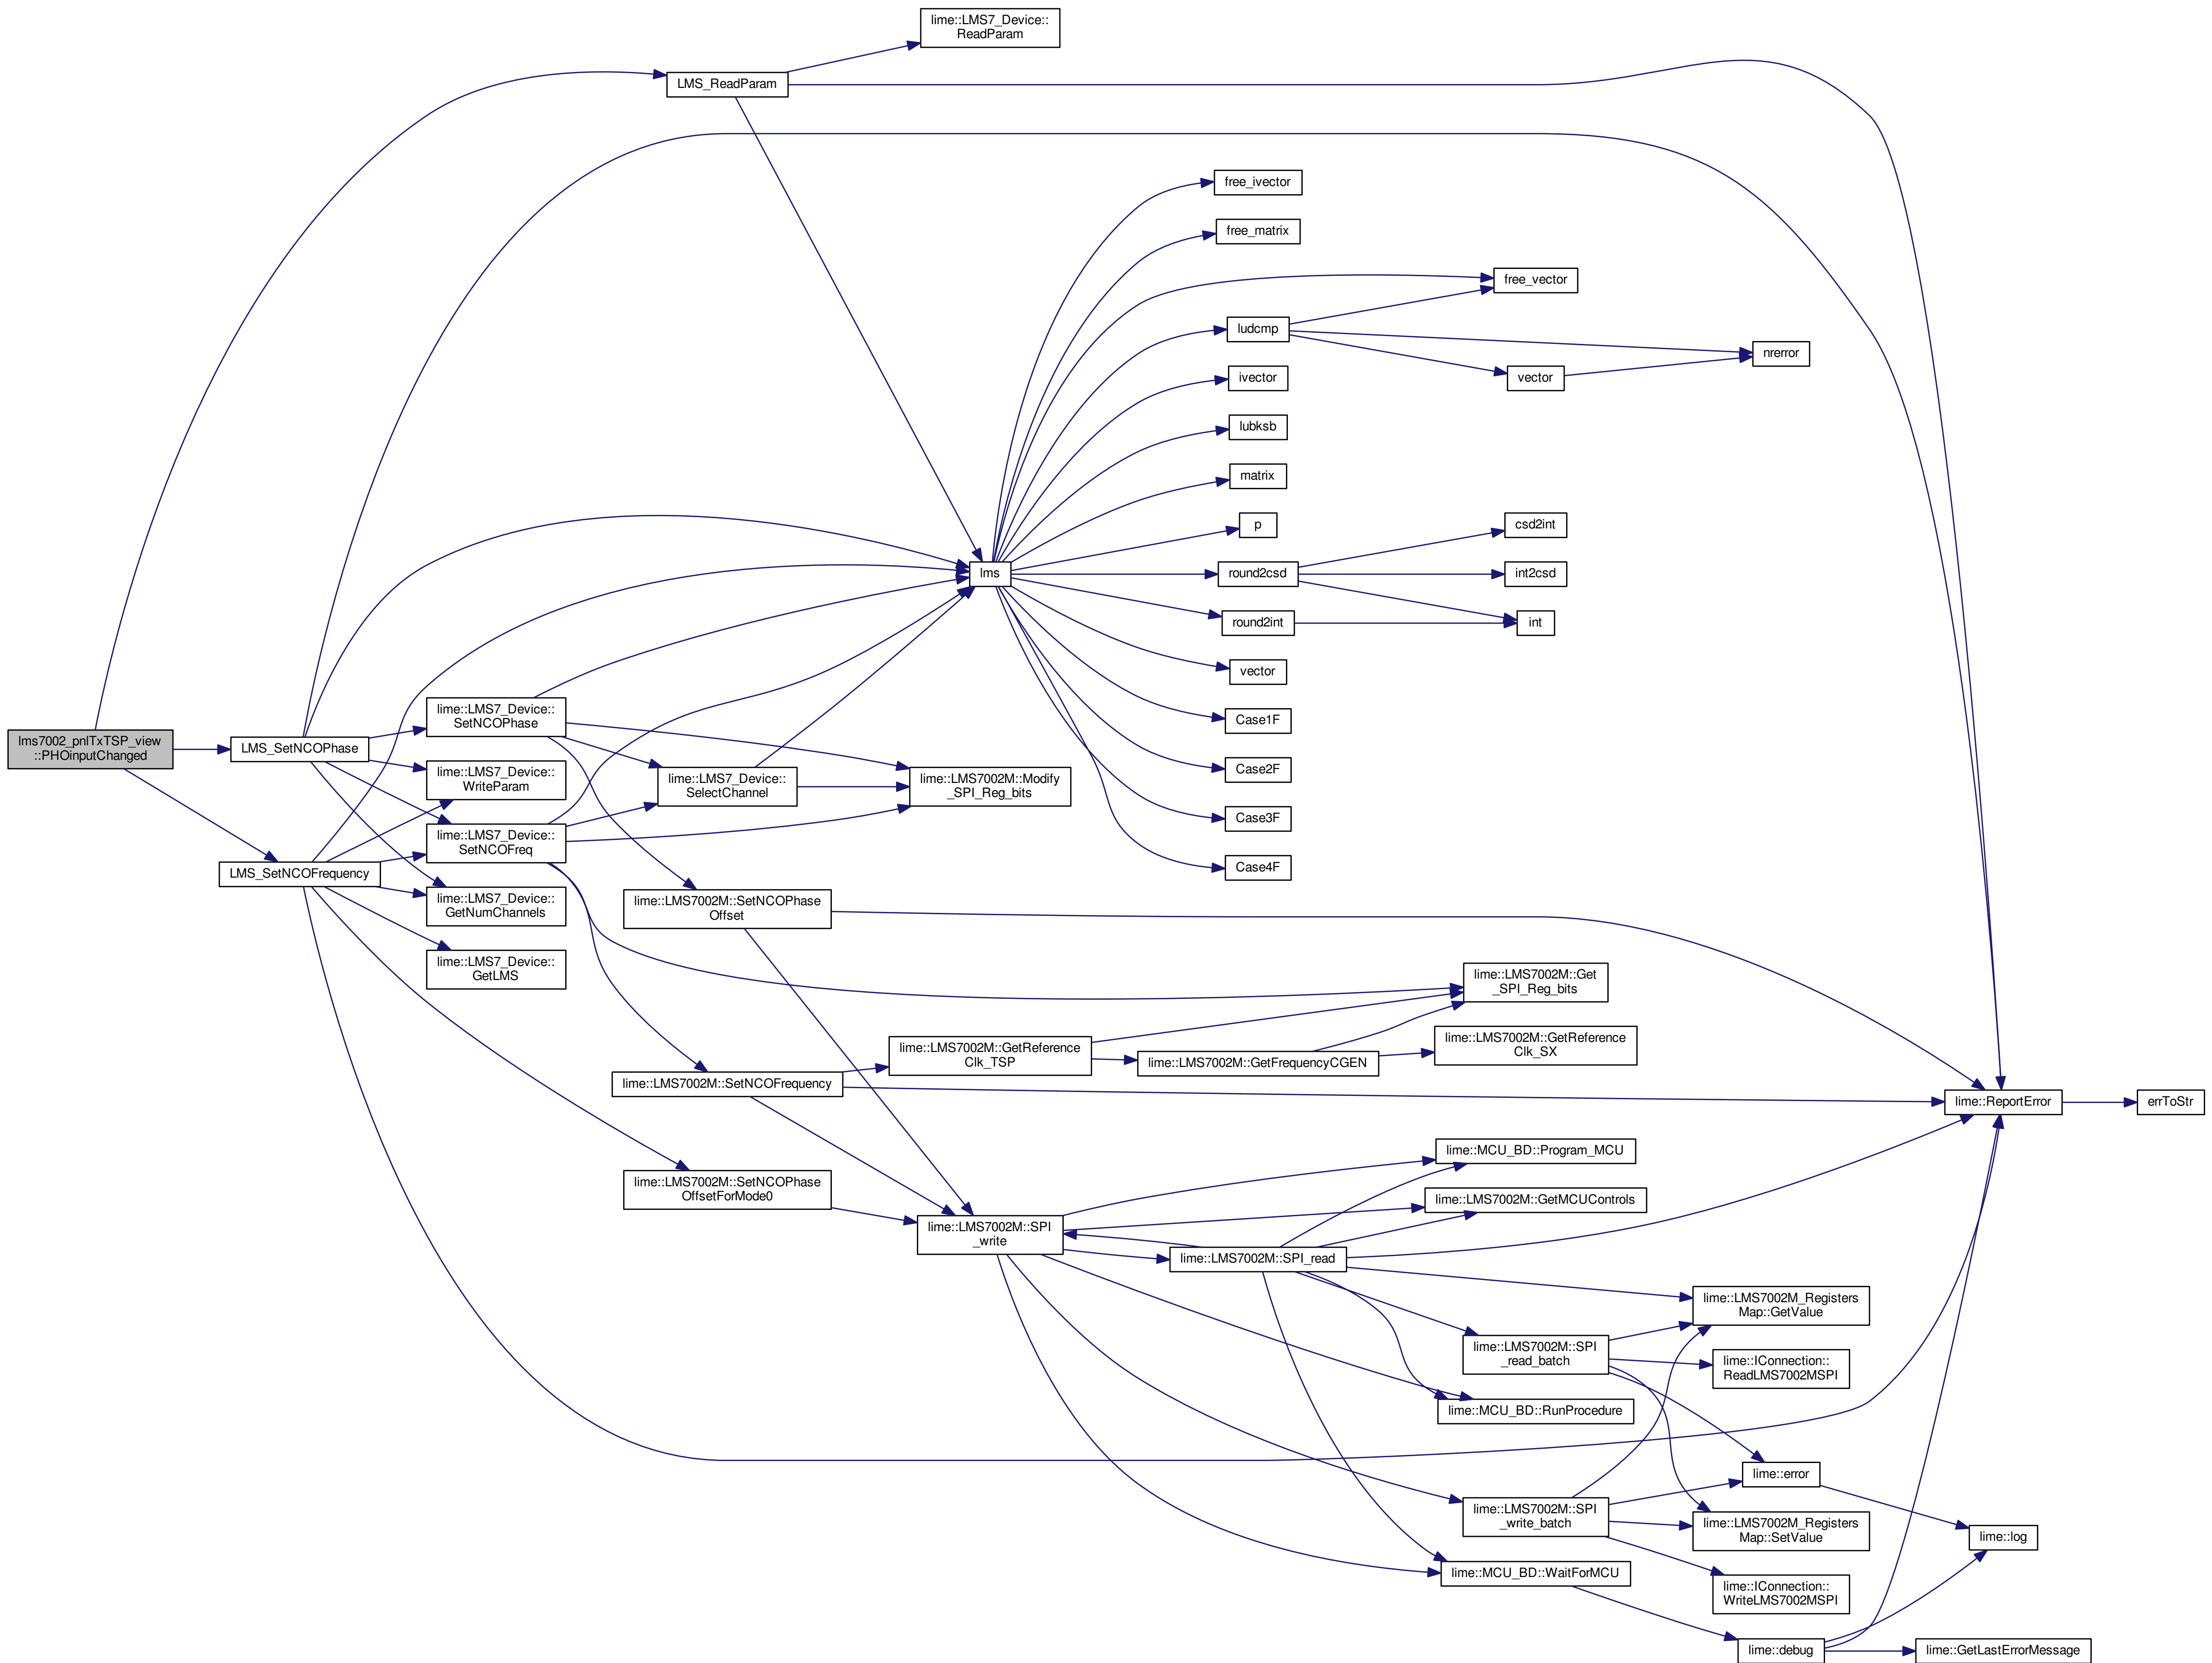 lime::LMS7_Device::
ReadParam
LMS_ReadParam
free_ivector
free_matrix
free_vector
ludcmp
nrerror
vector
ivector
lubksb
matrix
p
csd2int
lms
round2csd
int2csd
round2int
int
vector
lime::LMS7_Device::
SetNCOPhase
Case1F
lms7002_pnlTxTSP_view
::PHOinputChanged
LMS_SetNCOPhase
lime::LMS7_Device::
WriteParam
lime::LMS7_Device::
SelectChannel
lime::LMS7002M::Modify
_SPI_Reg_bits
Case2F
Case3F
lime::LMS7_Device::
SetNCOFreq
Case4F
LMS_SetNCOFrequency
lime::LMS7_Device::
GetNumChannels
lime::LMS7002M::SetNCOPhase
Offset
lime::LMS7_Device::
GetLMS
lime::LMS7002M::Get
_SPI_Reg_bits
lime::LMS7002M::GetReference
Clk_TSP
lime::LMS7002M::GetFrequencyCGEN
lime::LMS7002M::GetReference
Clk_SX
lime::LMS7002M::SetNCOFrequency
lime::ReportError
errToStr
lime::MCU_BD::Program_MCU
lime::LMS7002M::SetNCOPhase
OffsetForMode0
lime::LMS7002M::GetMCUControls
lime::LMS7002M::SPI
_write
lime::LMS7002M::SPI_read
lime::LMS7002M_Registers
Map::GetValue
lime::LMS7002M::SPI
_read_batch
lime::IConnection::
ReadLMS7002MSPI
lime::MCU_BD::RunProcedure
lime::error
lime::LMS7002M::SPI
_write_batch
lime::LMS7002M_Registers
Map::SetValue
lime::log
lime::MCU_BD::WaitForMCU
lime::IConnection::
WriteLMS7002MSPI
lime::debug
lime::GetLastErrorMessage